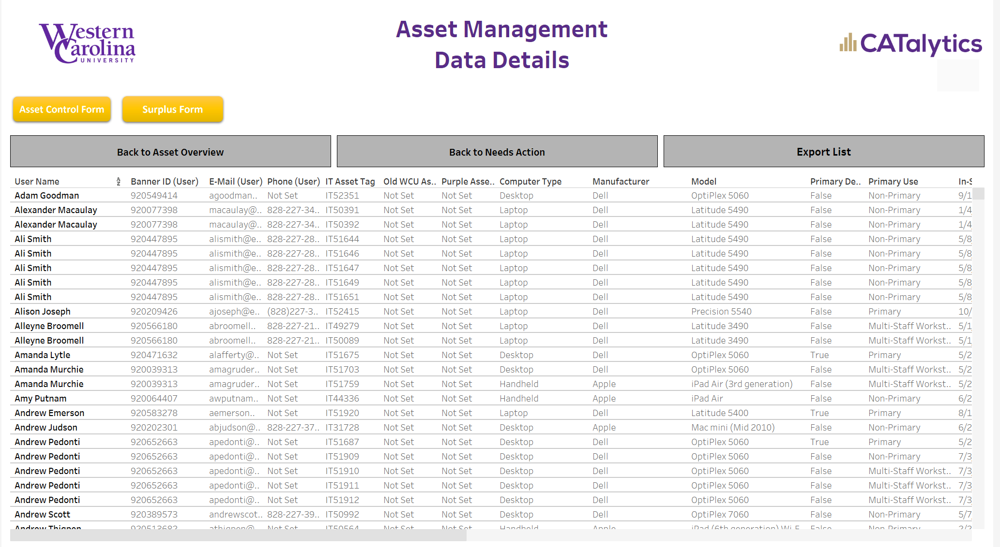 Western
Carolina
UNIVERSITY
Asset Management
Data Details
CATalytics
Asset Control Form Surplus Form
Back to Asset Overview Back to Needs Action Export List
User Name Banner ID (User) E-Mail (User) Phone (User) IT Asset Tag Old WCU As.. Purple Asse.. Computer Type Manufacturer Model Primary De.. Primary Use In-S
Adam Goodman 920549414 agoodman.. Not Set IT52351 Not Set Not Set Desktop Dell OptiPlex 5060 False Non-Primary 9/1
Alexander Macaulay 920077398 macaulay@.. 828-227-34.. IT50391 Not Set Not Set Laptop Dell Latitude 5490 False Non-Primary 1/4
Alexander Macaulay 920077398 macaulay@.. 828-227-34.. IT50392 Not Set Not Set Laptop Dell Latitude 5490 False Non-Primary 1/4
Ali Smith 920447895 alismith@e.. 828-227-28.. IT51644 Not Set Not Set Laptop Dell Latitude 5490 False Non-Primary 5/8
Ali Smith 920447895 alismith@e.. 828-227-28.. IT51646 Not Set Not Set Laptop Dell Latitude 5490 False Non-Primary 5/8
Ali Smith 920447895 alismith@e.. 828-227-28.. IT51647 Not Set Not Set Laptop Dell Latitude 5490 False Non-Primary 5/8
Ali Smith 920447895 alismith@e.. 828-227-28.. IT51649 Not Set Not Set Laptop Dell Latitude 5490 False Non-Primary 5/8
Ali Smith 920447895 alismith@e.. 828-227-28.. IT51651 Not Set Not Set Laptop Dell Latitude 5490 False Non-Primary 5/8
Alison Joseph 920209426 ajoseph@e.. (828)227-3.. IT52415 Not Set Not Set Laptop Dell Precision 5540 False Primary 10/
Alleyne Broomell 920566180 abroomell.. 828-227-21.. IT49279 Not Set Not Set Laptop Dell Latitude 3490 False Multi-Staff Workst.. 5/1
Alleyne Broomell 920566180 abroomell.. 828-227-21.. IT50089 Not Set Not Set Laptop Dell Latitude 3490 False Multi-Staff Workst.. 5/1
Amanda Lytle 920471632 alafferty@.. Not Set IT51675 Not Set Not Set Desktop Dell OptiPlex 5060 True Primary 5/2
Amanda Murchie 920039313 amagruder.. Not Set IT51703 Not Set Not Set Desktop Dell OptiPlex 5060 False Multi-Staff Workst.. 5/2
Amanda Murchie 920039313 amagruder.. Not Set IT51759 Not Set Not Set Handheld Apple iPad Air (3rd generation) False Multi-Staff Workst.. 5/2
Amy Putnam 920064407 awputnam.. Not Set IT44336 Not Set Not Set Handheld Apple iPad Air False Non-Primary 6/2
Andrew Emerson 920583278 aemerson.. Not Set IT51920 Not Set Not Set Laptop Dell Latitude 5400 True Primary 8/1
Andrew Judson 920202301 abjudson@.. 828-227-37.. IT31728 Not Set Not Set Desktop Apple Mac mini (Mid 2010) False Non-Primary 6/2
Andrew Pedonti 920652663 apedonti@.. Not Set IT51687 Not Set Not Set Desktop Dell OptiPlex 5060 True Primary 5/2
Andrew Pedonti 920652663 apedonti@.. Not Set IT51909 Not Set Not Set Desktop Dell OptiPlex 5060 False Non-Primary 7/3
Andrew Pedonti 920652663 apedonti@.. Not Set IT51910 Not Set Not Set Desktop Dell OptiPlex 5060 False Multi-Staff Workst.. 7/3
Andrew Pedonti 920652663 apedonti@.. Not Set IT51911 Not Set Not Set Desktop Dell OptiPlex 5060 False Multi-Staff Workst.. 7/3
Andrew Pedonti 920652663 apedonti@.. Not Set IT51912 Not Set Not Set Desktop Dell OptiPlex 5060 False Multi-Staff Workst.. 7/3
Andrew Scott 920389573 andrewscot.. 828-227-39.. IT50992 Not Set Not Set Desktop Dell OptiPlex 7060 False Non-Primary 5/7
Andrew Thigpen Not Set Not Set Not Set Handheld Apple iPad (6th generation) False Non-Primary